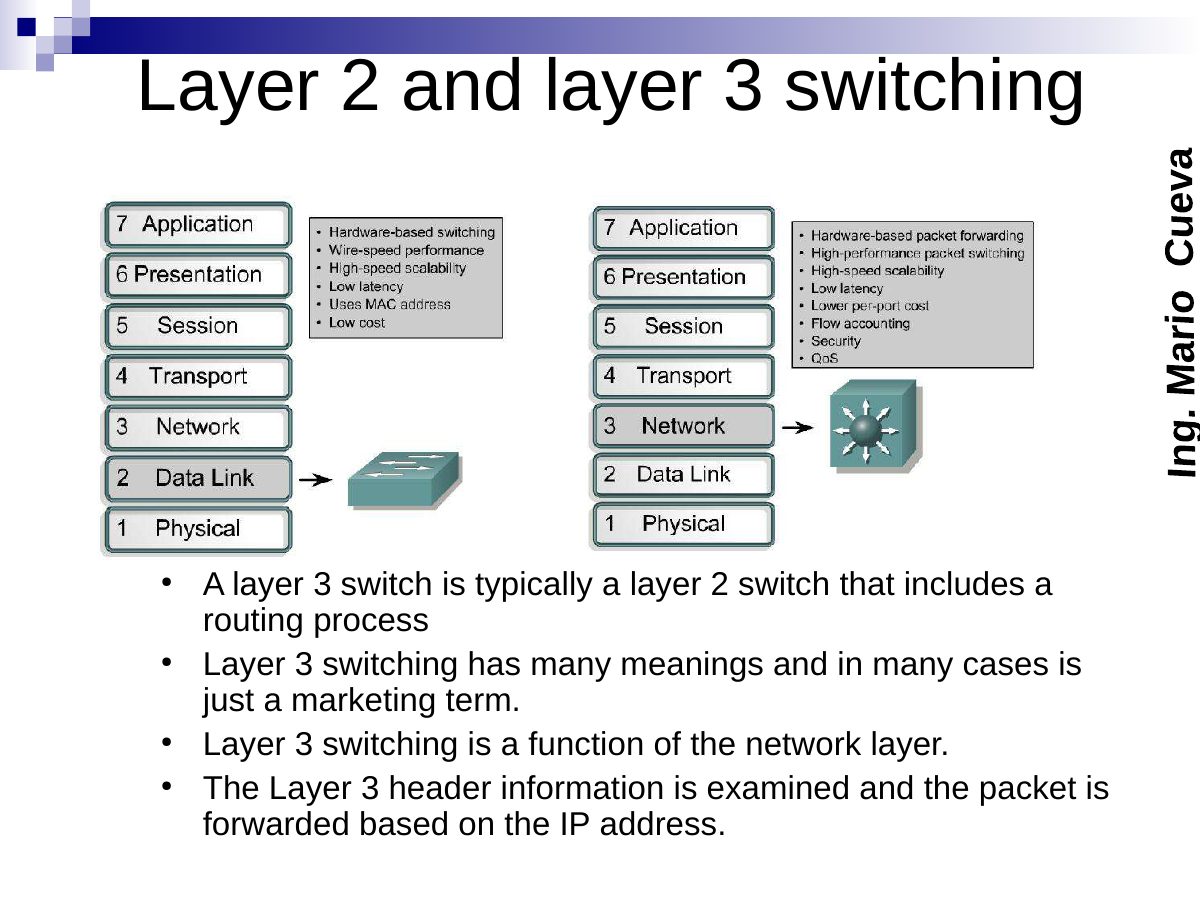 Layer 2 and layer 3 switching
Ing. Mario Cueva
7 Application
6 Presentation
5 Session
4 Transport
3 Network
2 Data Link
1 Physical
• Hardware-based switching
• Wire-speed performance
• High-speed scalability
• Low latency
• Uses MAC address
• Low cost
7 Application
6 Presentation
5 Session
4 Transport
3 Network
2 Data Link
1 Physical
• Hardware-based packet forwarding
• High-performance packet switching
• High-speed scalability
• Low latency
• Lower per-port cost
• Flow accounting
• Security
• QoS
• A layer 3 switch is typically a layer 2 switch that includes a
routing process
• Layer 3 switching has many meanings and in many cases is
just a marketing term.
• Layer 3 switching is a function of the network layer.
• The Layer 3 header information is examined and the packet is
forwarded based on the IP address.